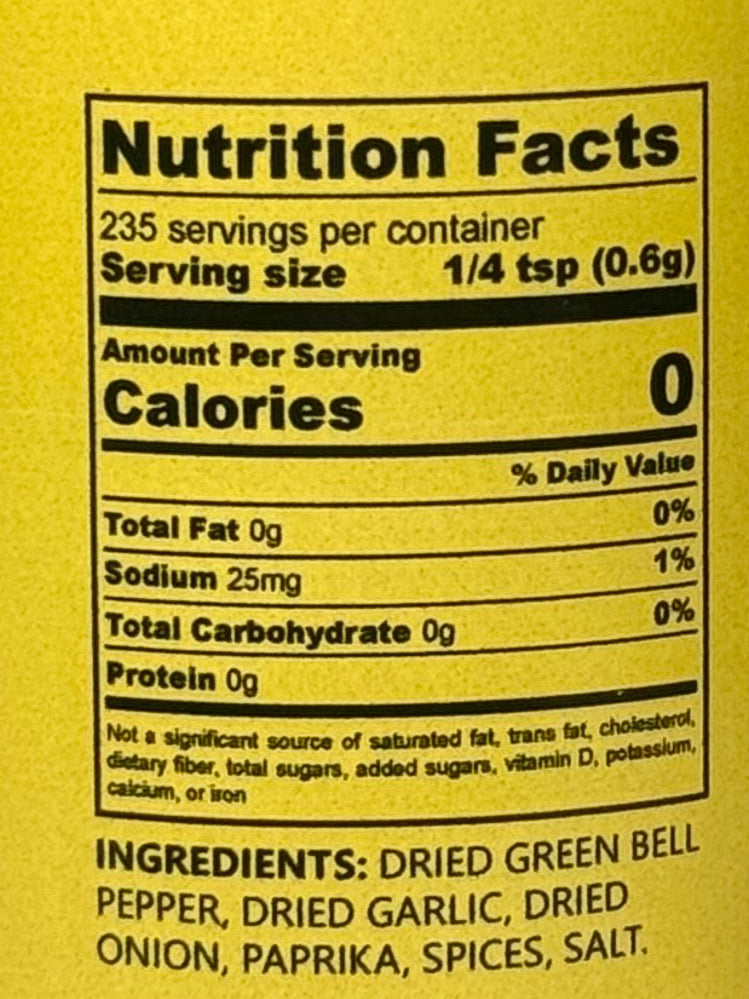 Nutrition Facts
235 servings per container
Serving size 1/4 tsp (0.6g)
Amount Per Serving
Calories 0
% Daily Value
Total Fat 0g 0%
Sodium 25mg 1%
Total Carbohydrate 0g 0%
Protein 0g
Not a significant source of saturated fat, trans fat, cholesterol,
dietary fiber, total sugars, added sugars, vitamin D, potassium,
calcium, or iron
INGREDIENTS: DRIED GREEN BELL
PEPPER, DRIED GARLIC, DRIED
ONION, PAPRIKA, SPICES, SALT.